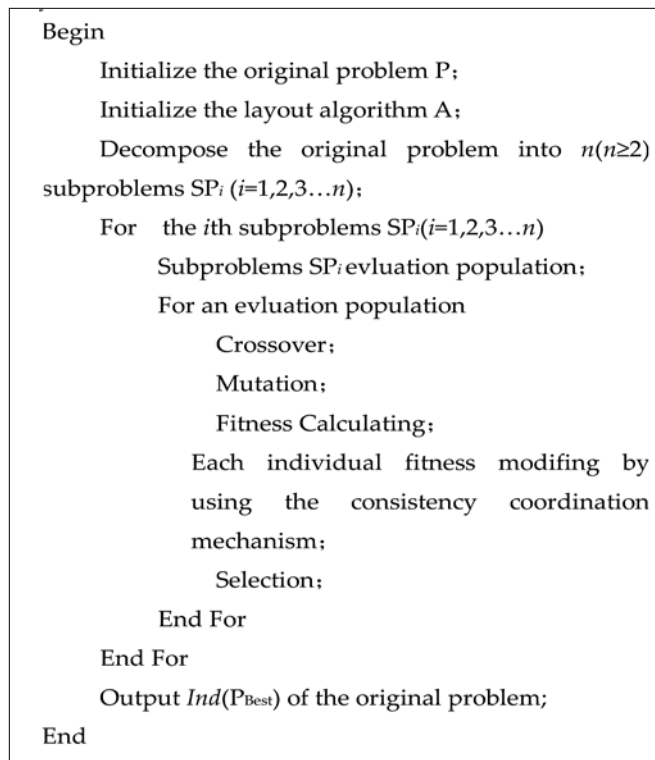 Begin
Initialize the original problem P;
Initialize the layout algorithm A;
Decompose the original problem into n(n≥2)
subproblems SPi (i=1,2,3…n);
For the ith subproblems SPi(i=1,2,3…n)
Subproblems SPi evluation population;
For an evluation population
Crossover;
Mutation;
Fitness Calculating;
Each individual fitness modifing by
using the consistency coordination
mechanism;
Selection;
End For
End For
Output Ind(PBest) of the original problem;
End